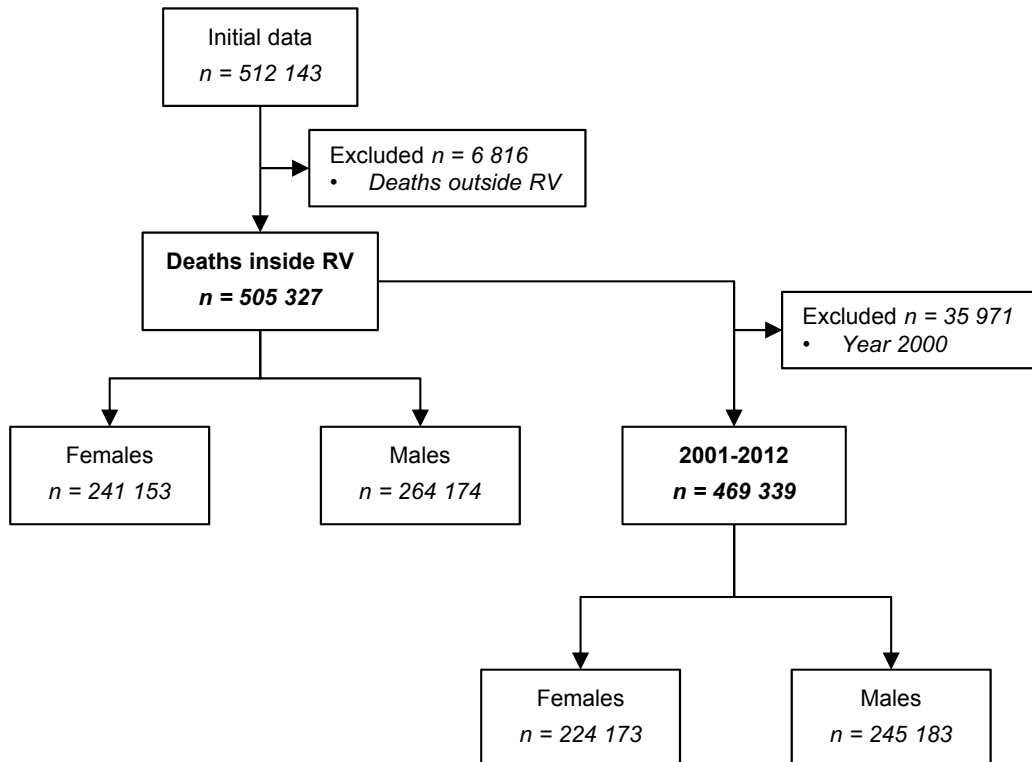 Initial data
n = 512 143
Excluded n = 6 816
• Deaths outside RV
Deaths inside RV
n = 505 327
Excluded n = 35 971
• Year 2000
Females
n = 241 153
Males
n = 264 174
2001-2012
n = 469 339
Females
n = 224 173
Males
n = 245 183